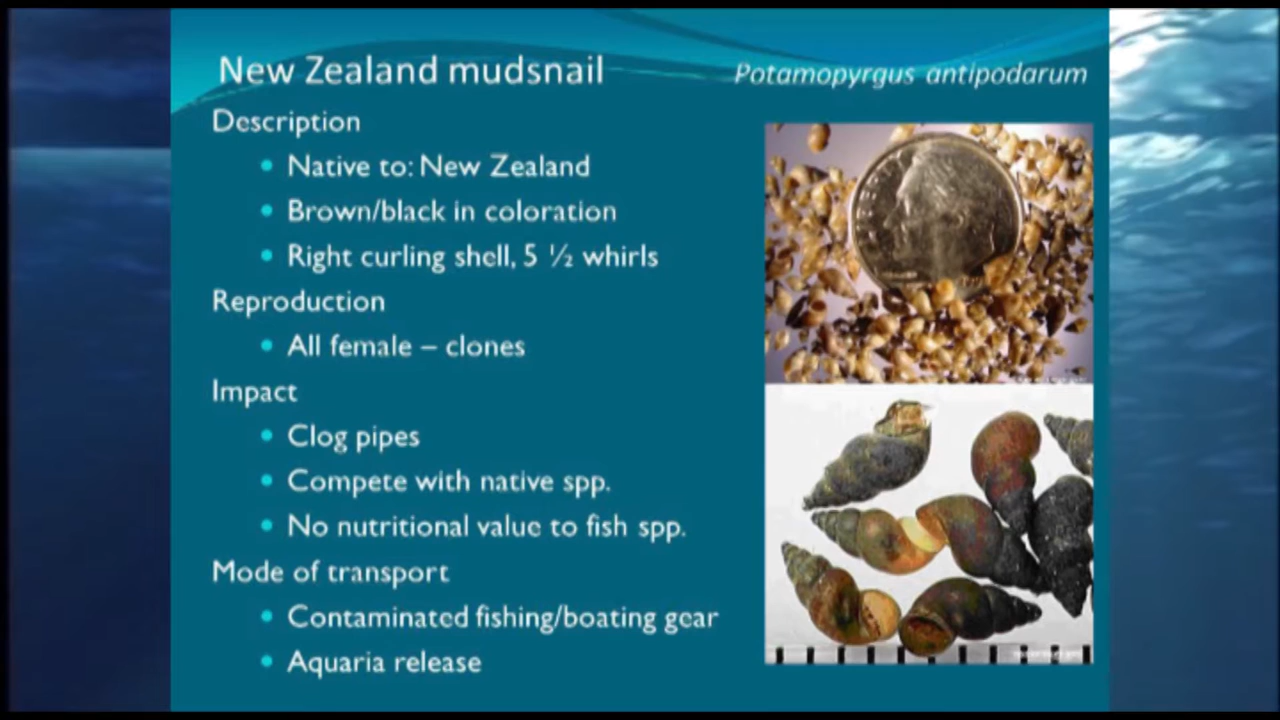 New Zealand mudsnail
Potamopyrgus antipodarum
Description
• Native to: New Zealand
• Brown/black in coloration
• Right curling shell, 5 ½ whirls
Reproduction
• All female – clones
Impact
• Clog pipes
• Compete with native spp.
• No nutritional value to fish spp.
Mode of transport
• Contaminated fishing/boating gear
• Aquaria release